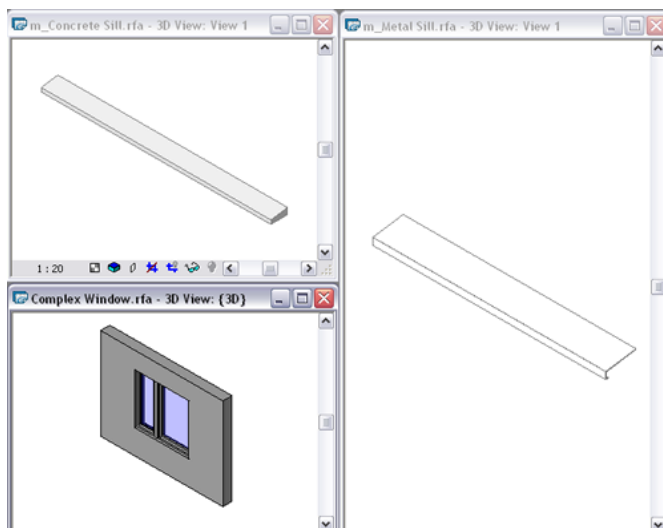 m_Concrete Sill.rfa - 3D View: View 1
m_Metal Sill.rfa - 3D View: View 1
1 : 20
Complex Window.rfa - 3D View: {3D}